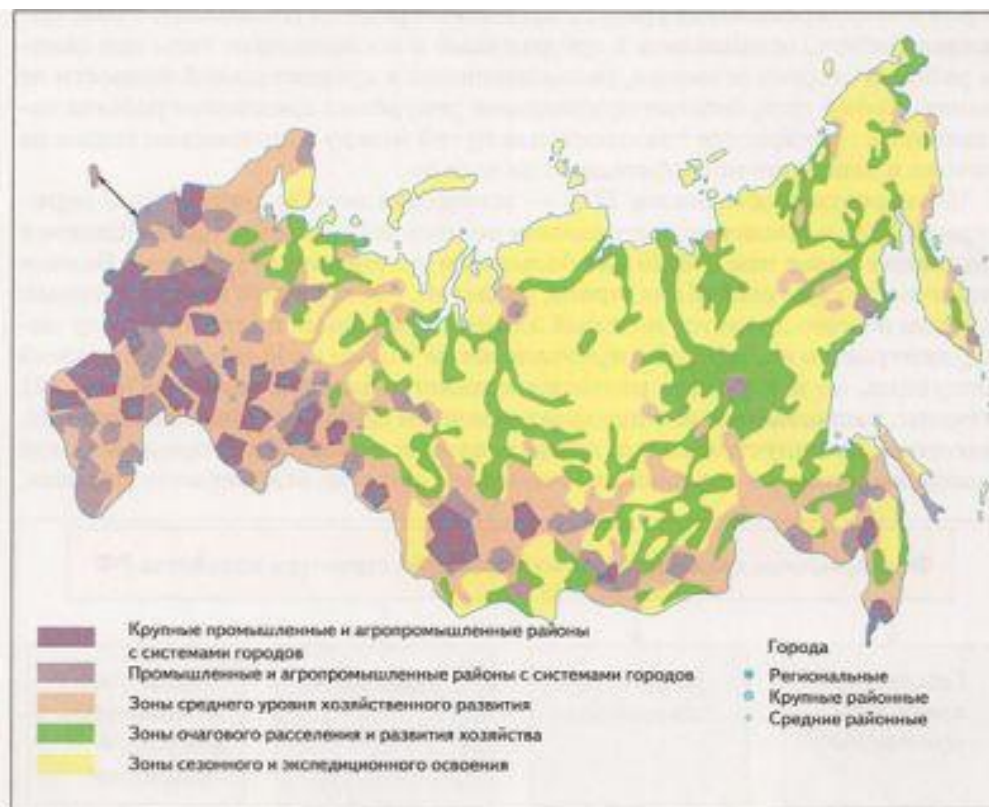 Крупные промышленные и агропромышленные районы
с системами городов
Промышленные и агропромышленные районы с системами городов
Зоны среднего уровня хозяйственного развития
Зоны очагового расселения и развития хозяйства
Зоны сезонного и экспедиционного освоения
Города
Региональные
Крупные районные
Средние районные